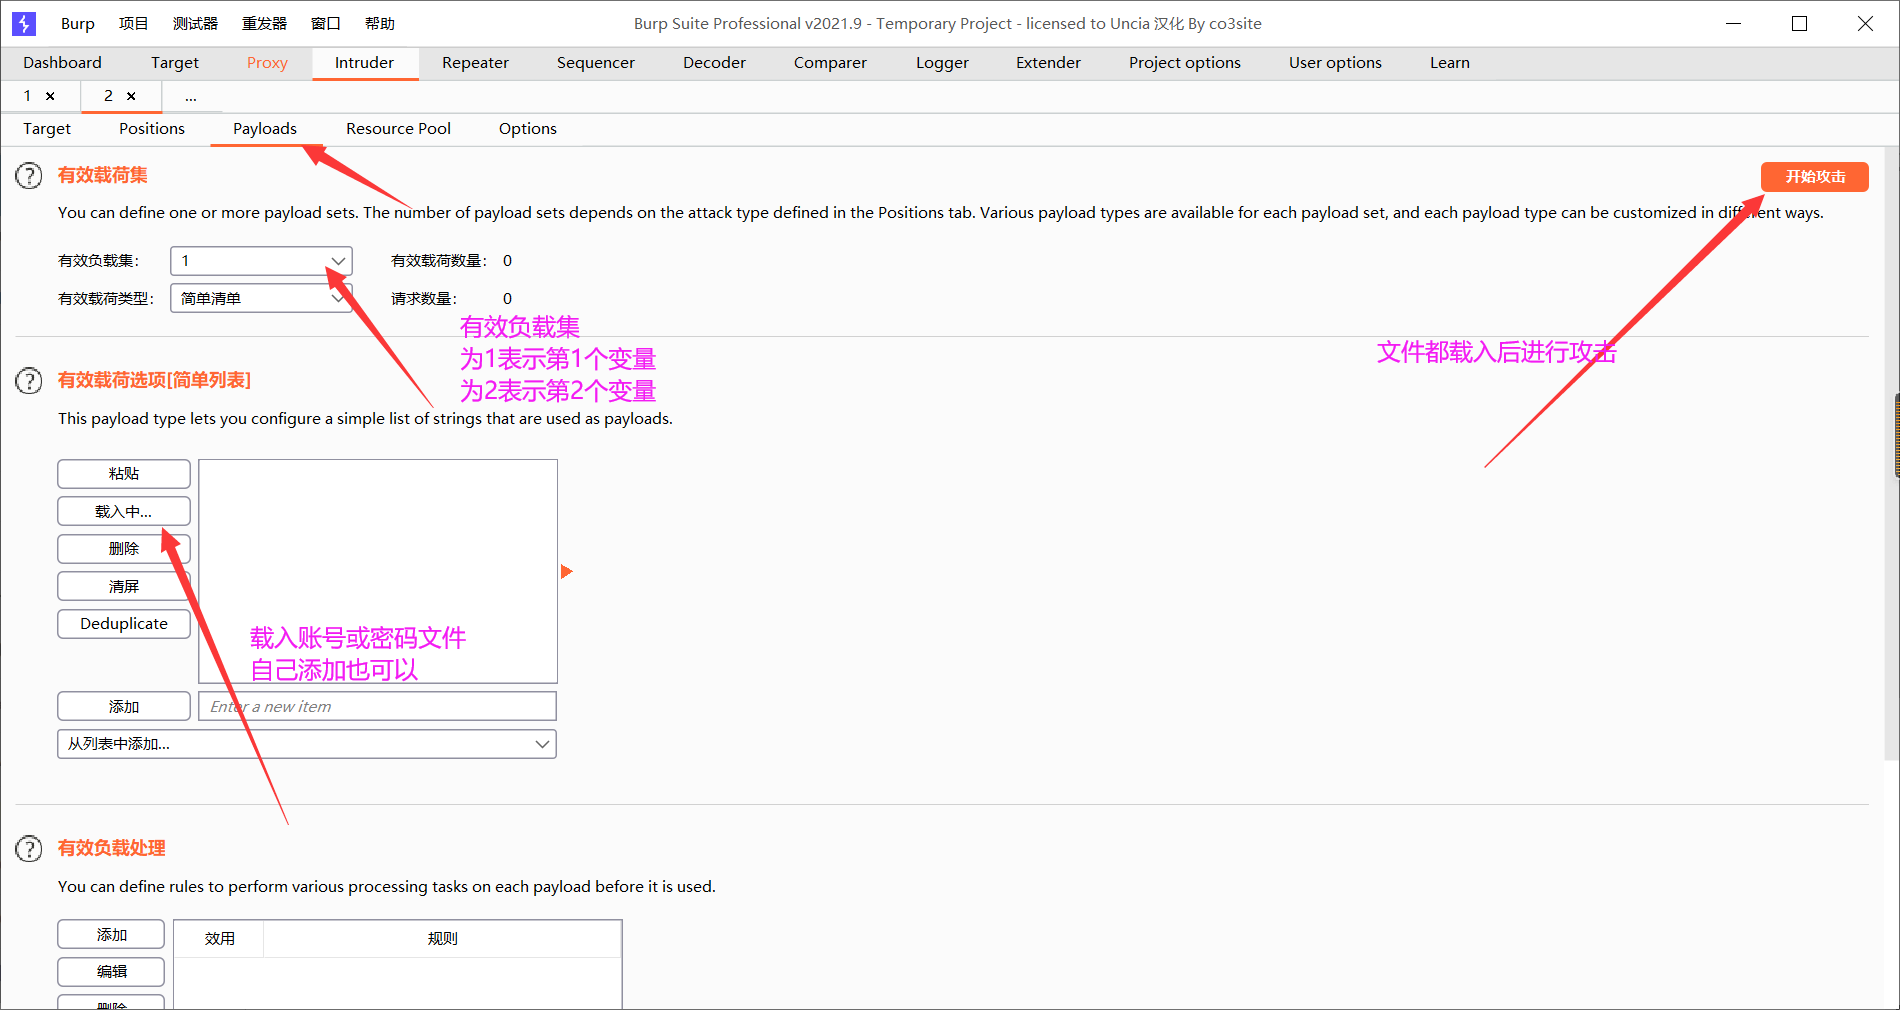 Burp 项目 测试器 重发器 窗口 帮助 Burp Suite Professional v2021.9 - Temporary Project - licensed to Uncia 汉化 By co3site
Dashboard Target Proxy Intruder Repeater Sequencer Decoder Comparer Logger Extender Project options User options Learn
1 × 2 × ...
Target Positions Payloads Resource Pool Options
? 有效载荷集 开始攻击
You can define one or more payload sets. The number of payload sets depends on the attack type defined in the Positions tab. Various payload types are available for each payload set, and each payload type can be customized in different ways.
有效负载集: 1 有效载荷数量: 0
有效载荷类型: 简单清单 请求数量: 0
有效负载集
为1表示第1个变量
为2表示第2个变量
文件都载入后进行攻击
? 有效载荷选项[简单列表]
This payload type lets you configure a simple list of strings that are used as payloads.
粘贴
载入中...
删除
清屏
Deduplicate
载入账号或密码文件
自己添加也可以
添加 Enter a new item
从列表中添加...
? 有效负载处理
You can define rules to perform various processing tasks on each payload before it is used.
添加 效用 规则
编辑
删除